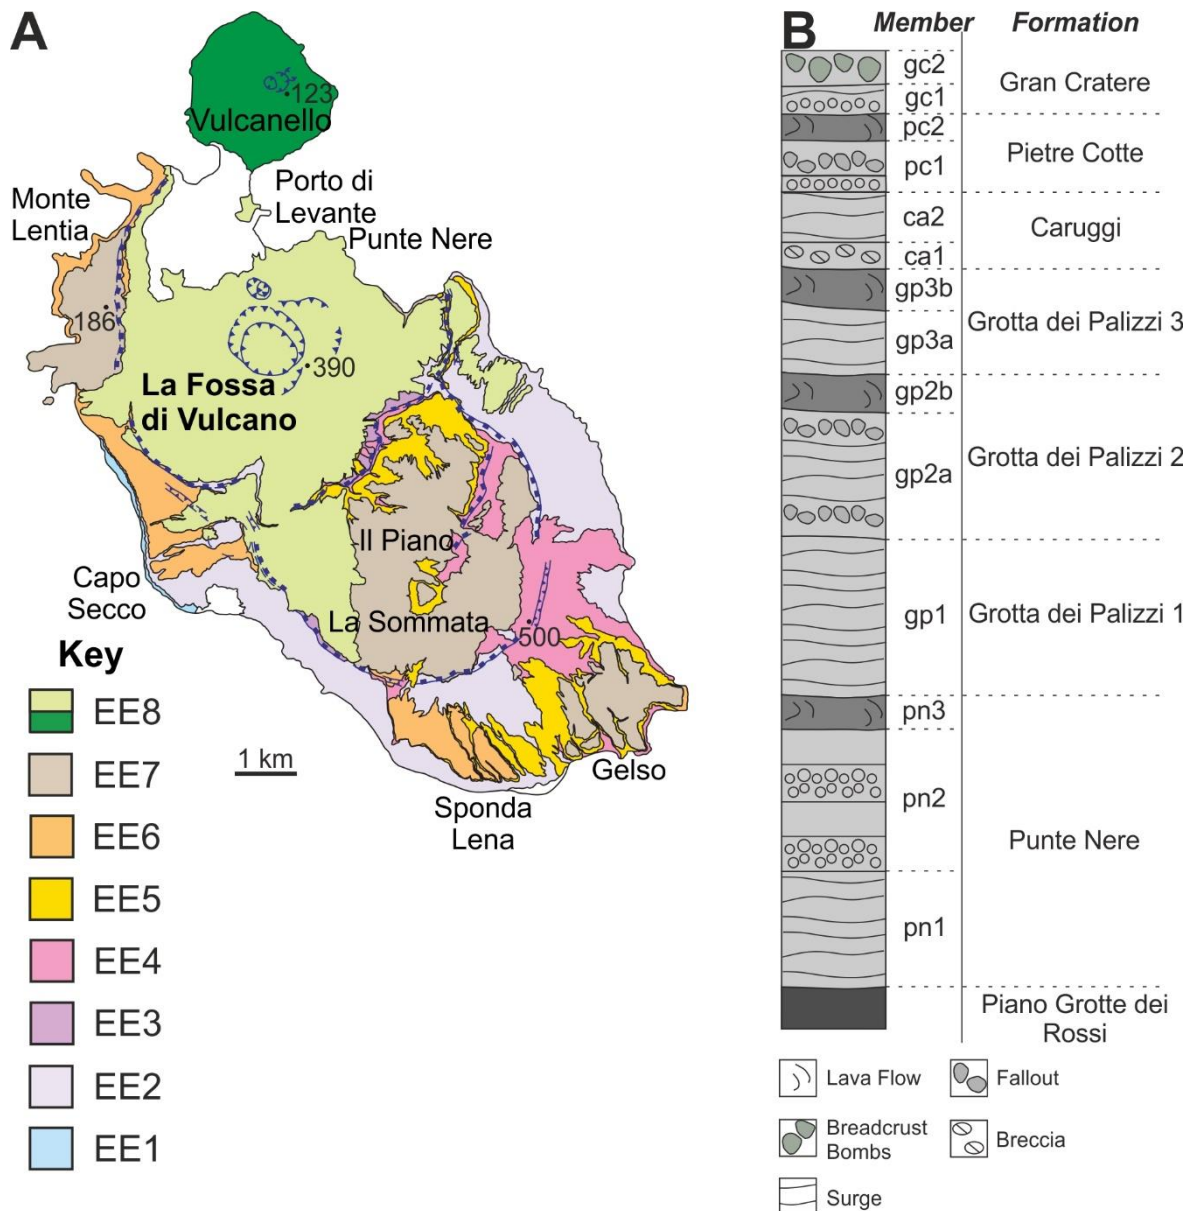 A
123
Vulcanello
Porto di
Levante
Monte
Lentia
Punte Nere
186
390
La Fossa
di Vulcano
Il Piano
Capo
Secco
La Sommata
500
Gelso
Sponda
Lena
1 km
Key
EE8
EE7
EE6
EE5
EE4
EE3
EE2
EE1
B
Member Formation
gc2
Gran Cratere
gc1
pc2
Pietre Cotte
pc1
ca2
Caruggi
ca1
gp3b
Grotta dei Palizzi 3
gp3a
gp2b
Grotta dei Palizzi 2
gp2a
gp1
Grotta dei Palizzi 1
pn3
pn2
Punte Nere
pn1
Piano Grotte dei
Rossi
Lava Flow
Fallout
Breadcrust
Bombs
Breccia
Surge